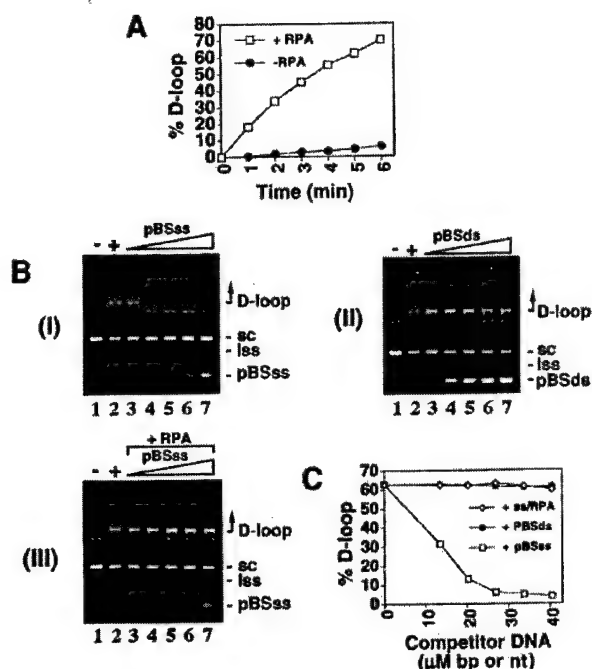 A
80
70
60
50
40
30
20
10
0
% D-loop
+ RPA
-RPA
0 1 2 3 4 5 6
Time (min)
B
(I)
- + pBSss
D-loop
sc
lss
pBSss
1 2 3 4 5 6 7
(II)
- + pBSds
D-loop
sc
lss
pBSds
1 2 3 4 5 6 7
(III)
+ RPA
- + pBSss
D-loop
sc
lss
pBSss
1 2 3 4 5 6 7
C
70
60
50
40
30
20
10
0
% D-loop
+ ss/RPA
+ PBSds
+ pBSss
0 10 20 30 40
Competitor DNA
(µM bp or nt)